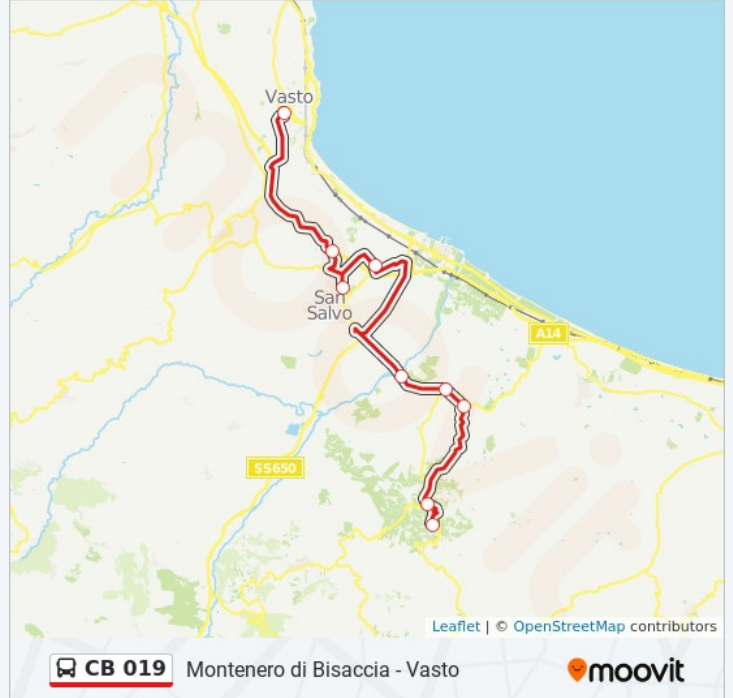 Vasto
San
Salvo
A14
SS650
Leaflet | © OpenStreetMap contributors
CB 019 Montenero di Bisaccia - Vasto
moovit